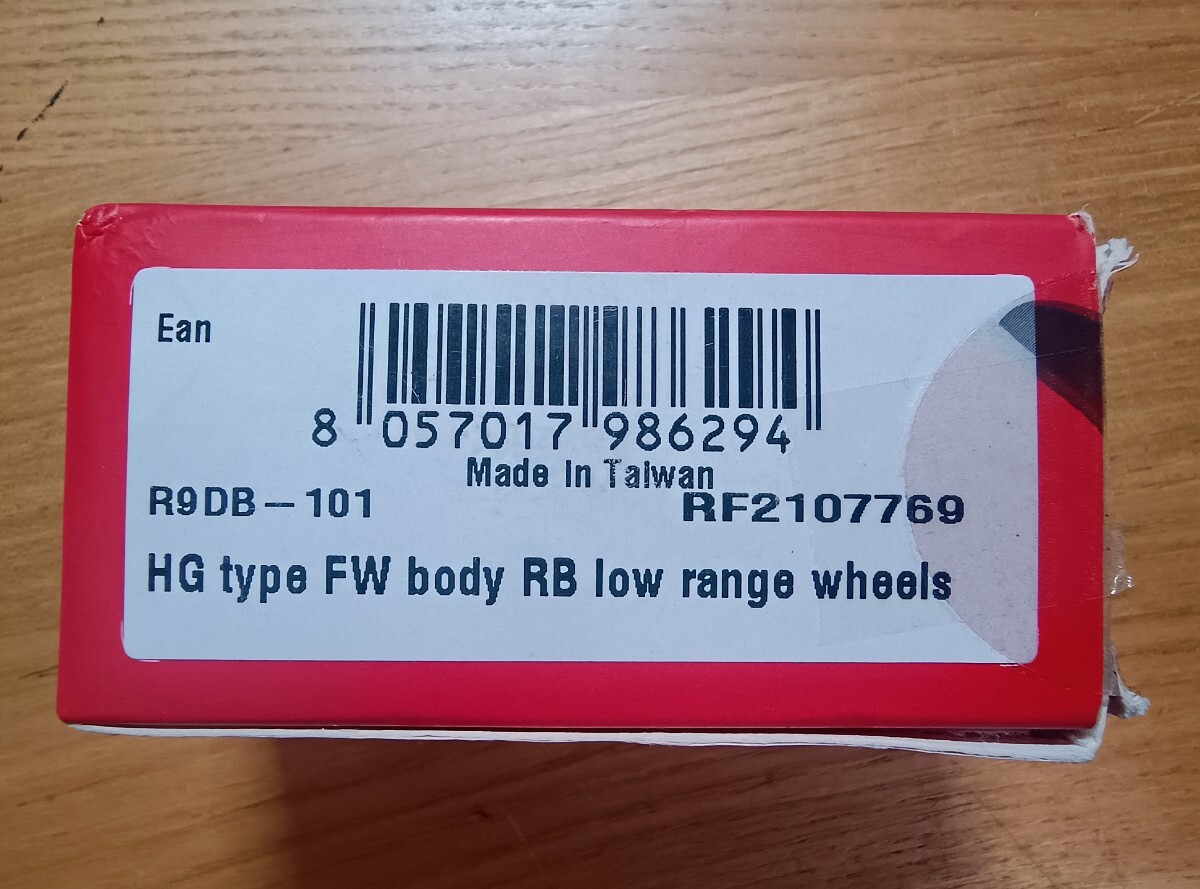 Ean
8 057017 986294
Made in Taiwan
R9DB-101 RF2107769
HG type FW body RB low range wheels